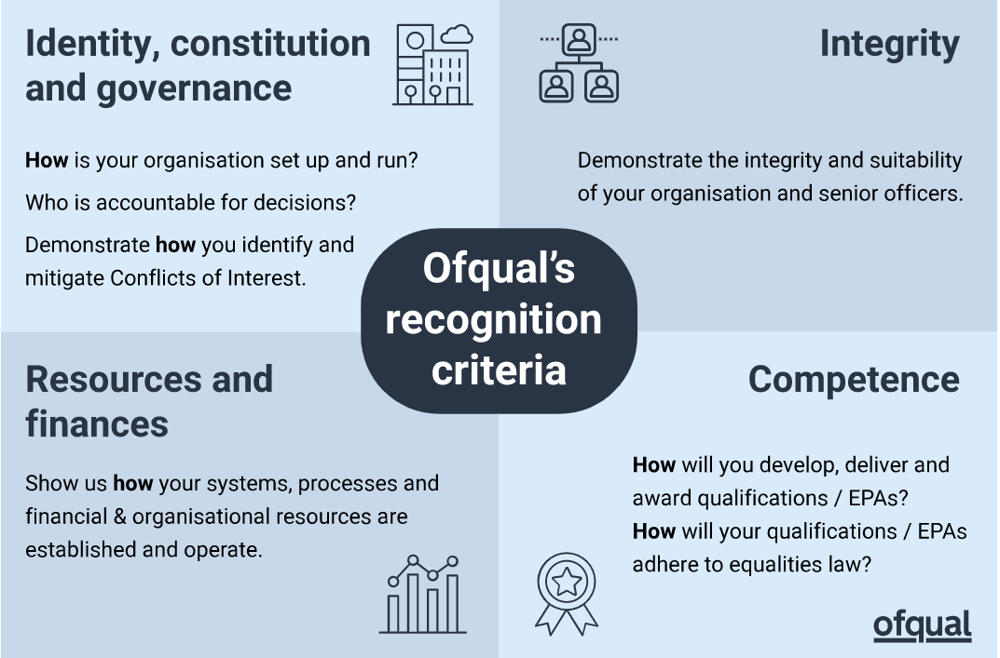 Identity, constitution
and governance
How is your organisation set up and run?
Who is accountable for decisions?
Demonstrate how you identify and
mitigate Conflicts of Interest.
Integrity
Demonstrate the integrity and suitability
of your organisation and senior officers.
Ofqual’s
recognition
criteria
Resources and
finances
Show us how your systems, processes and
financial & organisational resources are
established and operate.
Competence
How will you develop, deliver and
award qualifications / EPAs?
How will your qualifications / EPAs
adhere to equalities law?
ofqual